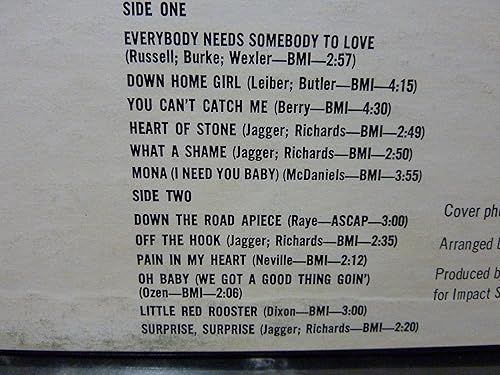 SIDE ONE
EVERYBODY NEEDS SOMEBODY TO LOVE
(Russell; Burke; Wexler—BMI—2:57)
DOWN HOME GIRL (Leiber; Butler—BMI—4:15)
YOU CAN'T CATCH ME (Berry—BMI—4:30)
HEART OF STONE (Jagger; Richards—BMI—2:49)
WHAT A SHAME (Jagger; Richards—BMI—2:50)
MONA (I NEED YOU BABY) (McDaniels—BMI—3:55)
SIDE TWO
DOWN THE ROAD APIECE (Raye—ASCAP—3:00)
OFF THE HOOK (Jagger; Richards—BMI—2:35)
PAIN IN MY HEART (Neville—BMI—2:12)
OH BABY (WE GOT A GOOD THING GOIN')
(Ozen—BMI—2:06)
LITTLE RED ROOSTER (Dixon—BMI—3:00)
SURPRISE, SURPRISE (Jagger; Richards—BMI—2:20)
Cover ph
Arranged
Produced b
for Impact S